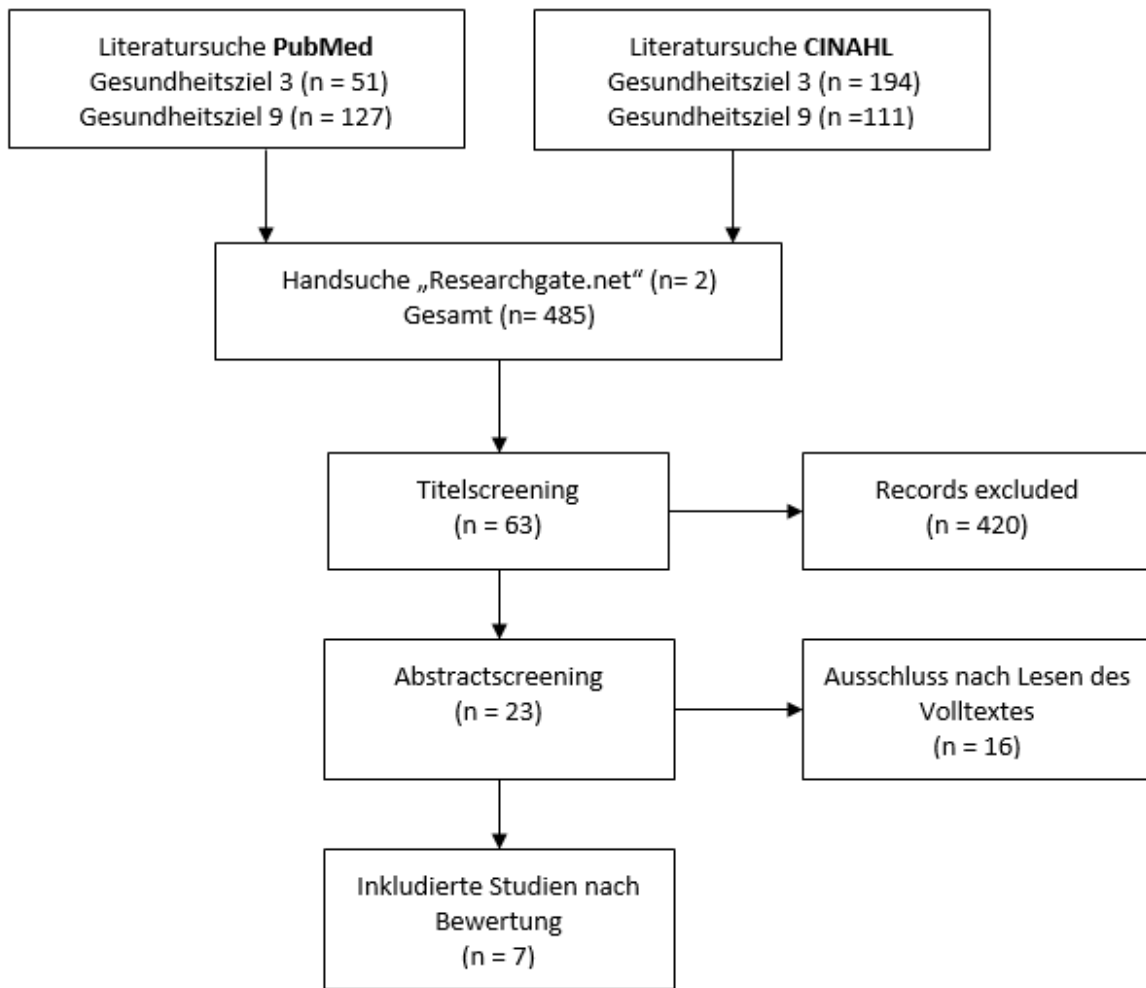 Literatursuche PubMed
Gesundheitsziel 3 (n = 51)
Gesundheitsziel 9 (n = 127)
Literatursuche CINAHL
Gesundheitsziel 3 (n = 194)
Gesundheitsziel 9 (n =111)
Handsuche „Researchgate.net“ (n= 2)
Gesamt (n= 485)
Titelscreening
(n = 63)
Records excluded
(n = 420)
Abstractscreening
(n = 23)
Ausschluss nach Lesen des
Volltextes
(n = 16)
Inkludierte Studien nach
Bewertung
(n = 7)